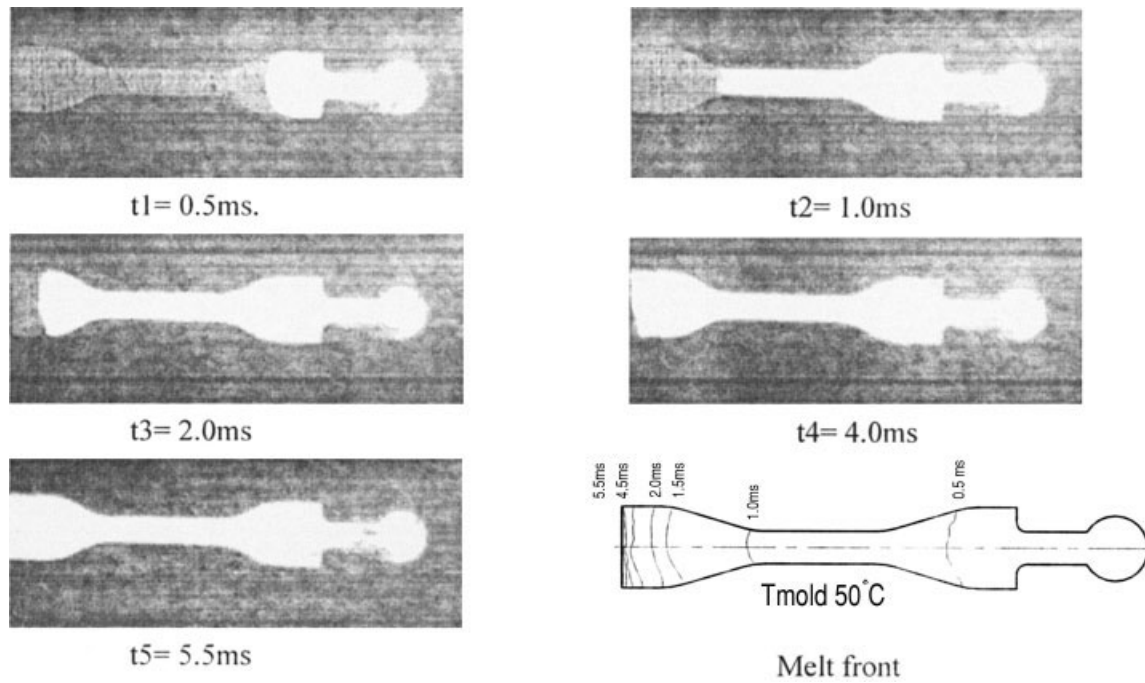 t1= 0.5ms.
t2= 1.0ms
t3= 2.0ms
t4= 4.0ms
5.5ms
4.5ms
2.0ms
1.5ms
1.0ms
0.5 ms
Tmold 50°C
t5= 5.5ms
Melt front